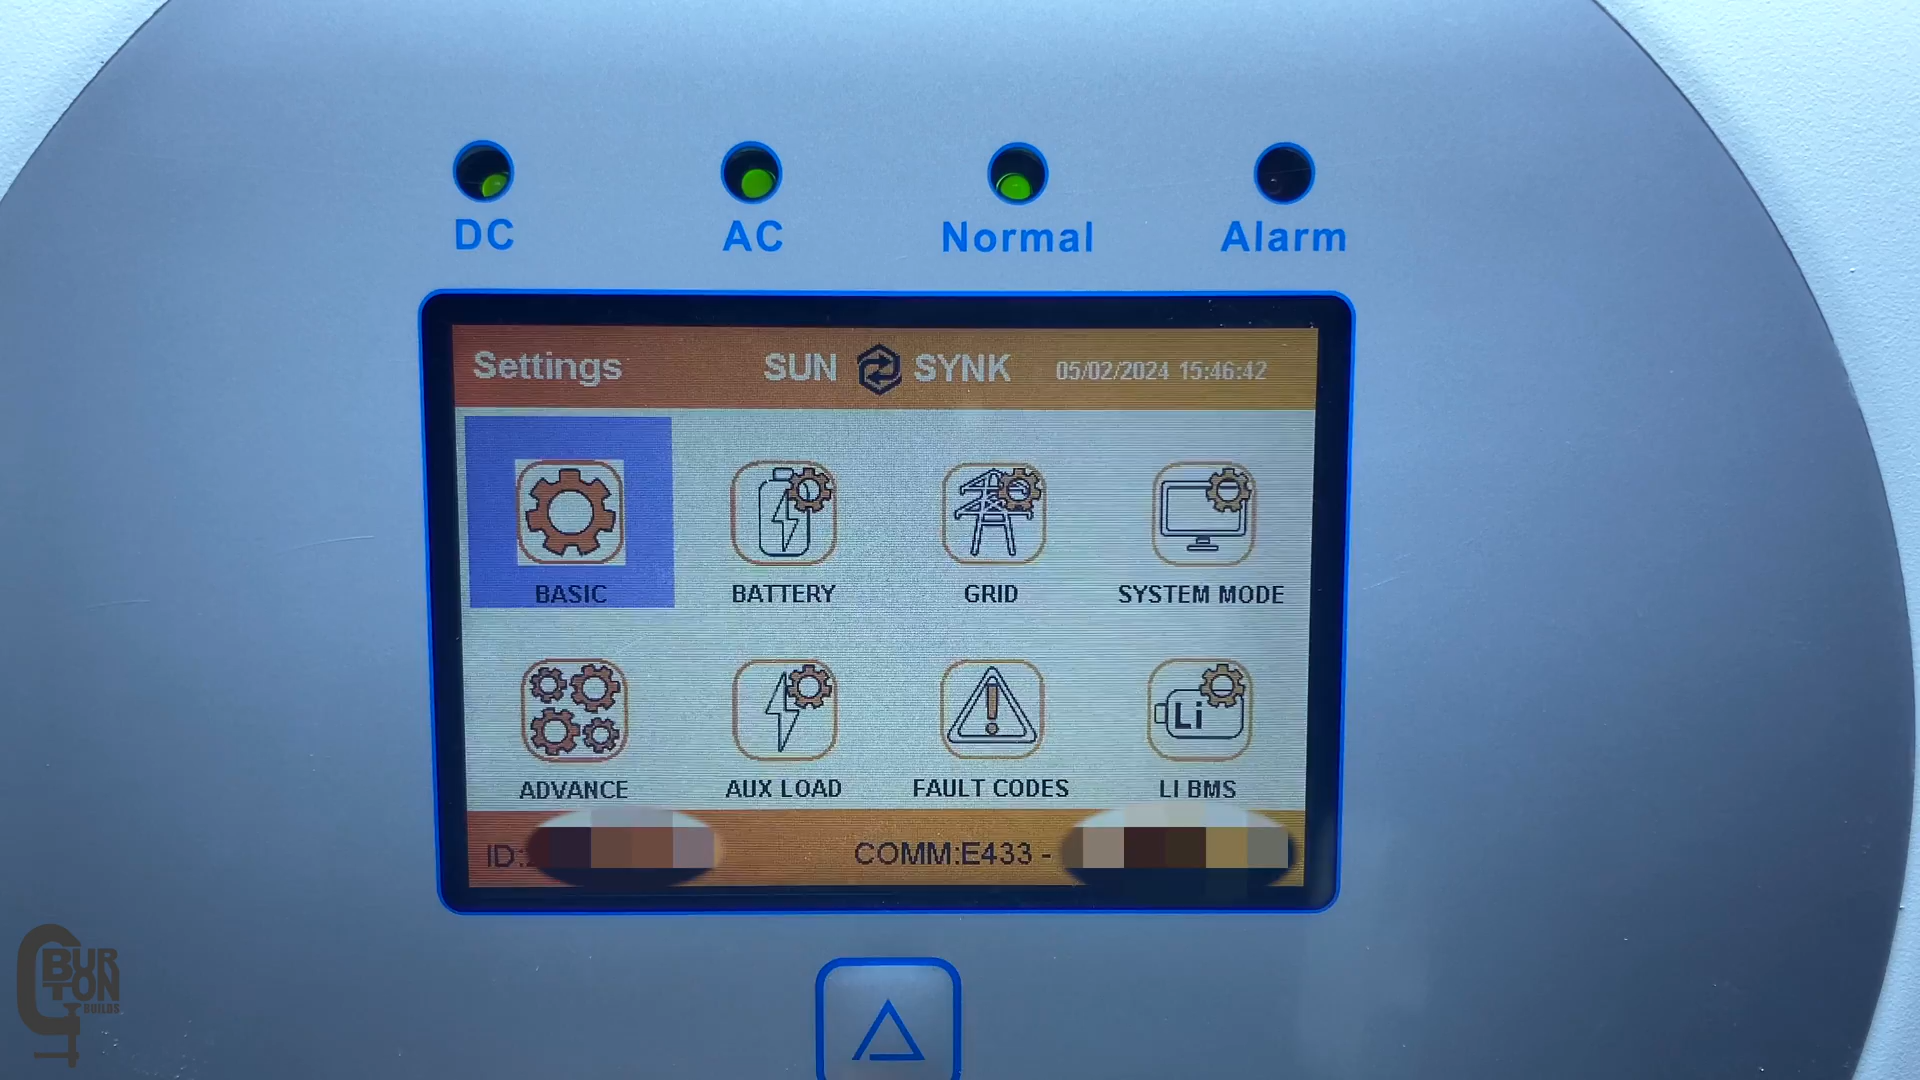 DC AC Normal Alarm
Settings SUN SYNK 05/02/2024 15:46:42
BASIC BATTERY GRID SYSTEM MODE
Li
ADVANCE AUX LOAD FAULT CODES LI BMS
ID: COMM:E433 -
BURTON
BUILDS